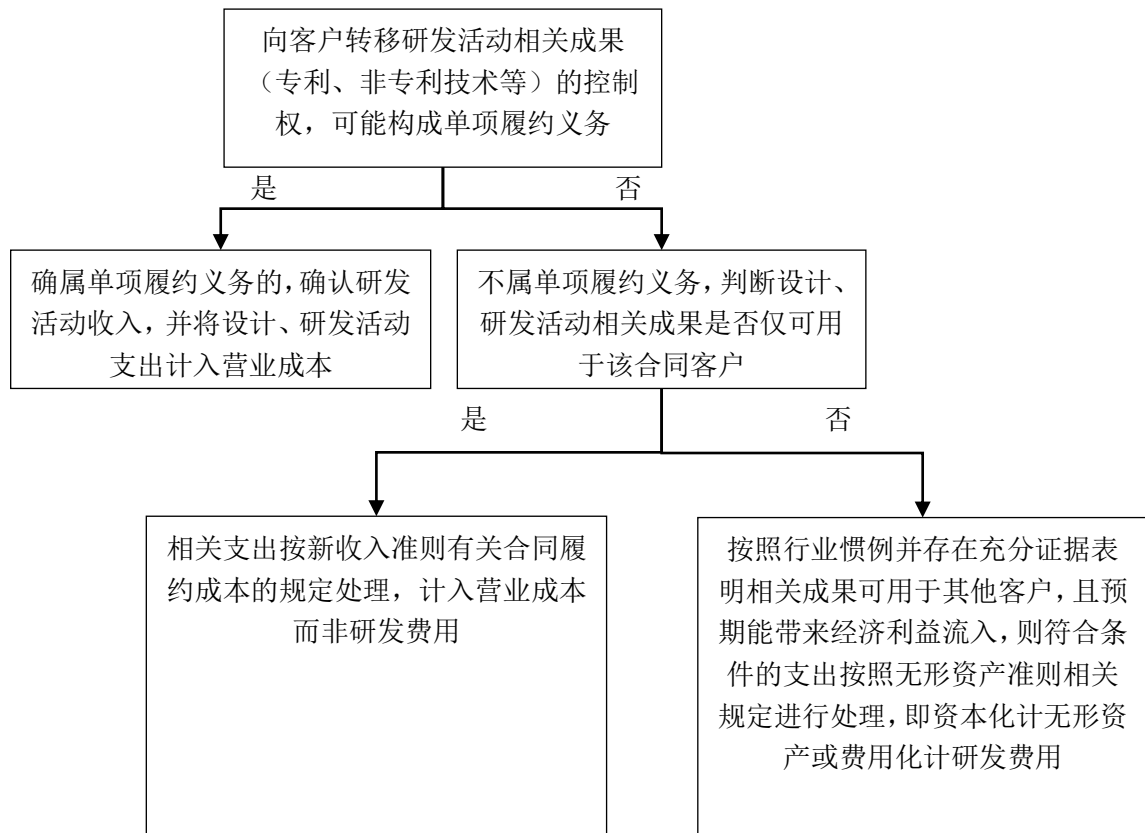 向客户转移研发活动相关成果
（专利、非专利技术等）的控制
权，可能构成单项履约义务
是
否
确属单项履约义务的，确认研发
活动收入，并将设计、研发活动
支出计入营业成本
不属单项履约义务，判断设计、
研发活动相关成果是否仅可用
于该合同客户
是
否
相关支出按新收入准则有关合同履
约成本的规定处理，计入营业成本
而非研发费用
按照行业惯例并存在充分证据表
明相关成果可用于其他客户，且预
期能带来经济利益流入，则符合条
件的支出按照无形资产准则相关
规定进行处理，即资本化计无形资
产或费用化计研发费用